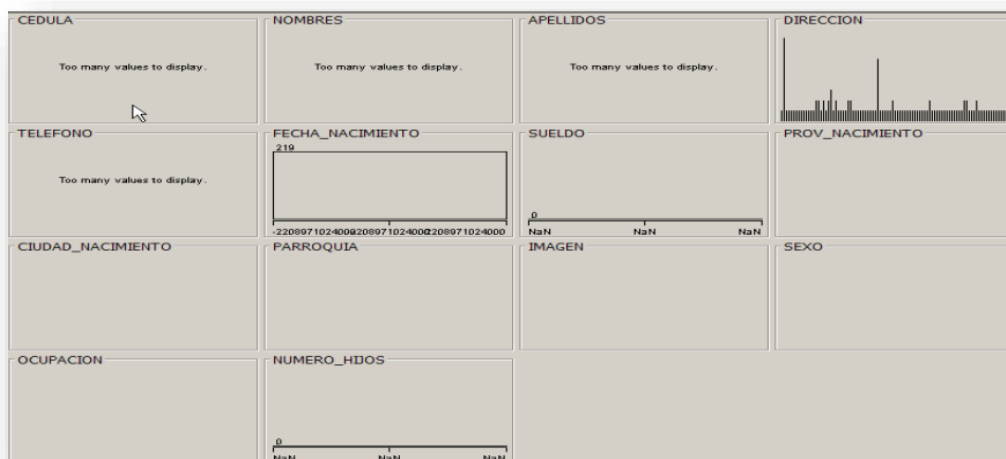 CEDULA NOMBRES APELLIDOS DIRECCION
Too many values to display. Too many values to display. Too many values to display.
TELEFONO FECHA_NACIMIENTO SUELDO PROV_NACIMIENTO
219
Too many values to display.
0
NaN NaN NaN
CIUDAD_NACIMIENTO PARROQUIA IMAGEN SEXO
OCUPACION NUMERO_HIJOS
0
NaN NaN NaN